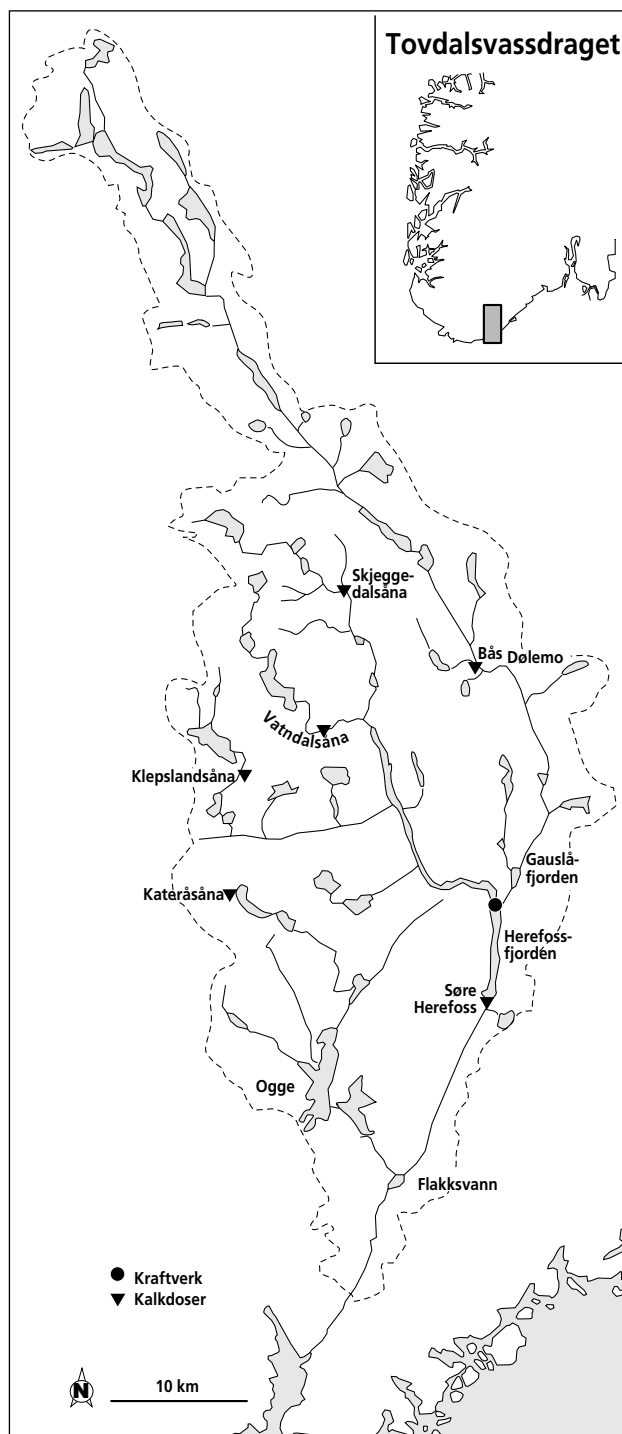 Tovdalsvassdraget
Skjegge-
dalsåna
Bås
Dølemo
Vatndalsåna
Klepslandsåna
Gauslå-
fjorden
Kateråsåna
Herefoss-
fjorden
Søre
Herefoss
Ogge
Flakksvann
Kraftverk
Kalkdoser
N
10 km